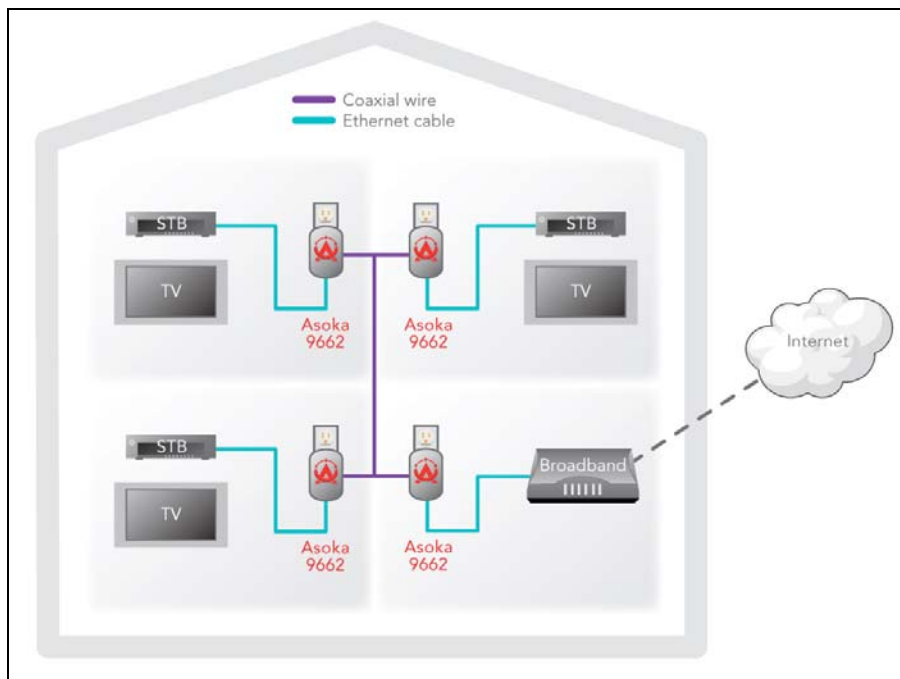 Coaxial wire
Ethernet cable
STB
STB
TV
TV
Asoka
9662
Asoka
9662
Internet
STB
Broadband
TV
Asoka
9662
Asoka
9662